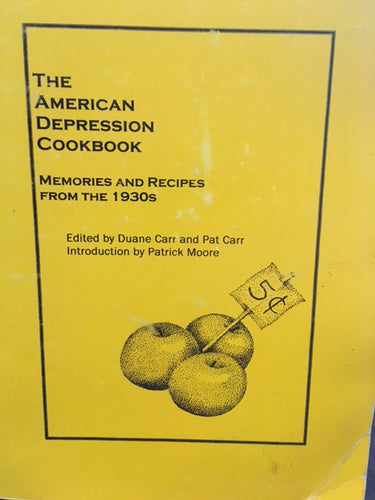 THE
AMERICAN
DEPRESSION
COOKBOOK
MEMORIES AND RECIPES
FROM THE 1930S
Edited by Duane Carr and Pat Carr
Introduction by Patrick Moore
5¢